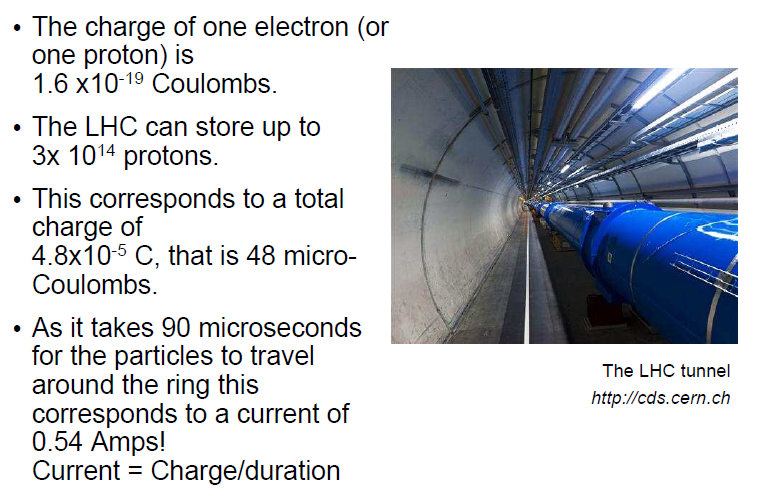 • The charge of one electron (or
one proton) is
1.6 x10⁻¹⁹ Coulombs.
• The LHC can store up to
3x 10¹⁴ protons.
• This corresponds to a total
charge of
4.8x10⁻⁵ C, that is 48 micro-
Coulombs.
• As it takes 90 microseconds
for the particles to travel
around the ring this
corresponds to a current of
0.54 Amps!
Current = Charge/duration
The LHC tunnel
http://cds.cern.ch